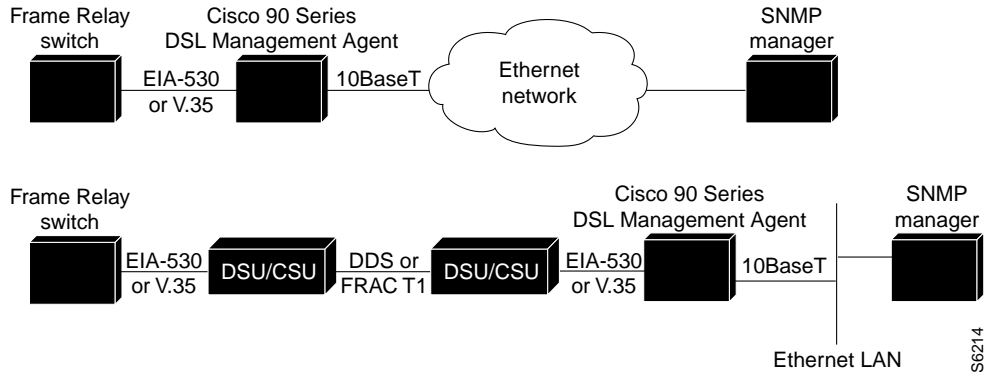 Frame Relay
switch
Cisco 90 Series
DSL Management Agent
SNMP
manager
EIA-530
or V.35
10BaseT
Ethernet
network
Frame Relay
switch
Cisco 90 Series
DSL Management Agent
SNMP
manager
EIA-530
or V.35
DSU/CSU
DDS or
FRAC T1
DSU/CSU
EIA-530
or V.35
10BaseT
Ethernet LAN
S6214